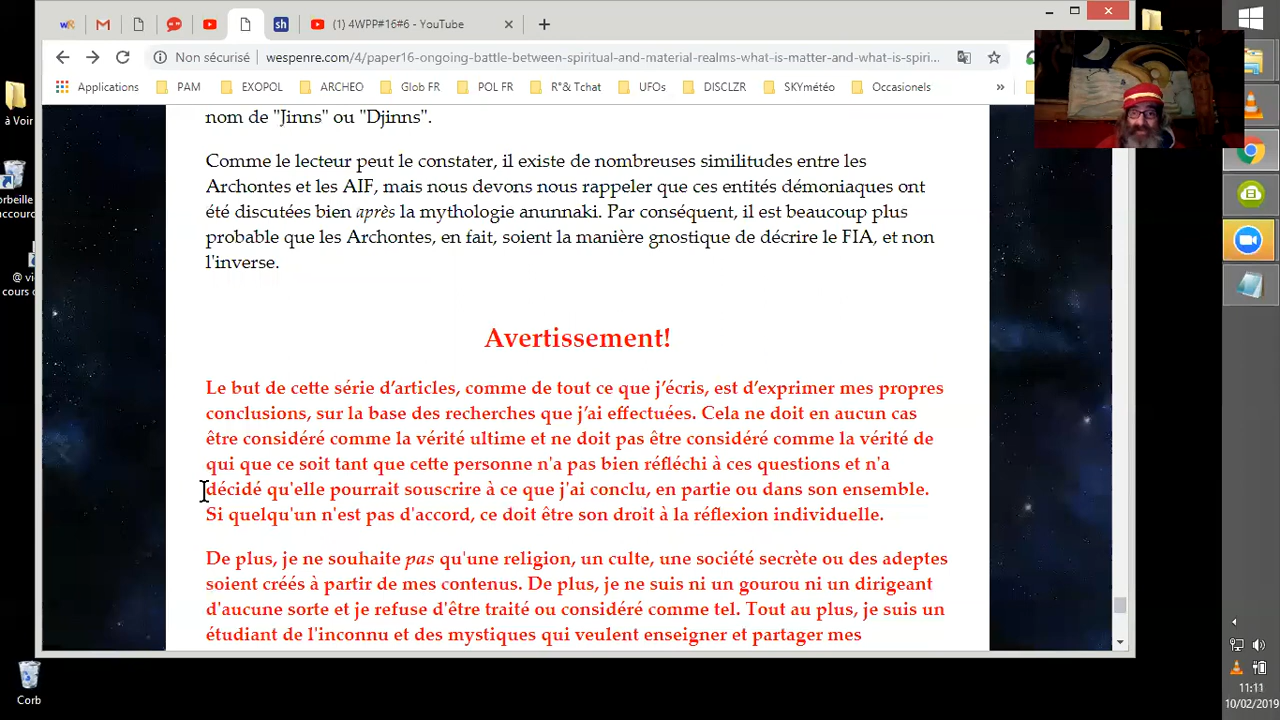 (1) 4WPP#16#6 - YouTube
Non sécurisé
wespenre.com/4/paper16-ongoing-battle-between-spiritual-and-material-realms-what-is-matter-and-what-is-spiri...
Applications PAM EXOPOL ARCHEO Glob FR POL FR R°& Tchat UFOs DISCLZR SKYmétéo Occasionels »
nom de "Jinns" ou "Djinns".
Comme le lecteur peut le constater, il existe de nombreuses similitudes entre les
Archontes et les AIF, mais nous devons nous rappeler que ces entités démoniaques ont
été discutées bien après la mythologie anunnaki. Par conséquent, il est beaucoup plus
probable que les Archontes, en fait, soient la manière gnostique de décrire le FIA, et non
l'inverse.
Avertissement!
Le but de cette série d'articles, comme de tout ce que j'écris, est d'exprimer mes propres
conclusions, sur la base des recherches que j'ai effectuées. Cela ne doit en aucun cas
être considéré comme la vérité ultime et ne doit pas être considéré comme la vérité de
qui que ce soit tant que cette personne n'a pas bien réfléchi à ces questions et n'a
décidé qu'elle pourrait souscrire à ce que j'ai conclu, en partie ou dans son ensemble.
Si quelqu'un n'est pas d'accord, ce doit être son droit à la réflexion individuelle.
De plus, je ne souhaite pas qu'une religion, un culte, une société secrète ou des adeptes
soient créés à partir de mes contenus. De plus, je ne suis ni un gourou ni un dirigeant
d'aucune sorte et je refuse d'être traité ou considéré comme tel. Tout au plus, je suis un
étudiant de l'inconnu et des mystiques qui veulent enseigner et partager mes
à Voir
orbeille
ccourc
@ vi
cours c
Corb
11:11
10/02/2019